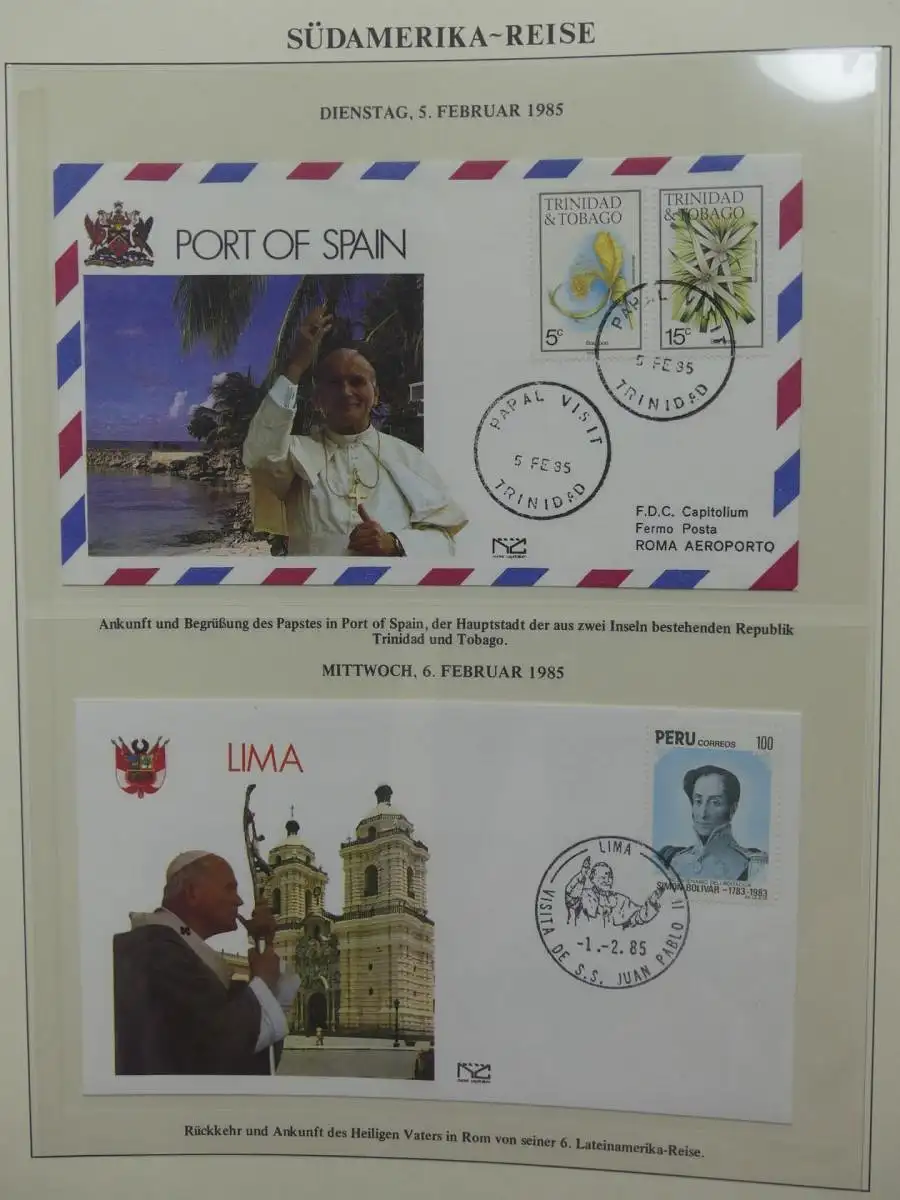 SÜDAMERIKA~REISE
DIENSTAG, 5. FEBRUAR 1985
PORT OF SPAIN
TRINIDAD
& TOBAGO
5c
TRINIDAD
& TOBAGO
15c
PAPAL VISIT
5 FE 85
TRINIDAD
PAPAL VISIT
5 FE 85
TRINIDAD
F.D.C. Capitolium
Fermo Posta
ROMA AEROPORTO
Ankunft und Begrüßung des Papstes in Port of Spain, der Hauptstadt der aus zwei Inseln bestehenden Republik
Trinidad und Tobago.
MITTWOCH, 6. FEBRUAR 1985
LIMA
PERU CORREOS 100
SIMON BOLIVAR – 1783-1983
LIMA
-1.-2.85
VISITA DE S.S. JUAN PABLO II
Rückkehr und Ankunft des Heiligen Vaters in Rom von seiner 6. Lateinamerika-Reise.